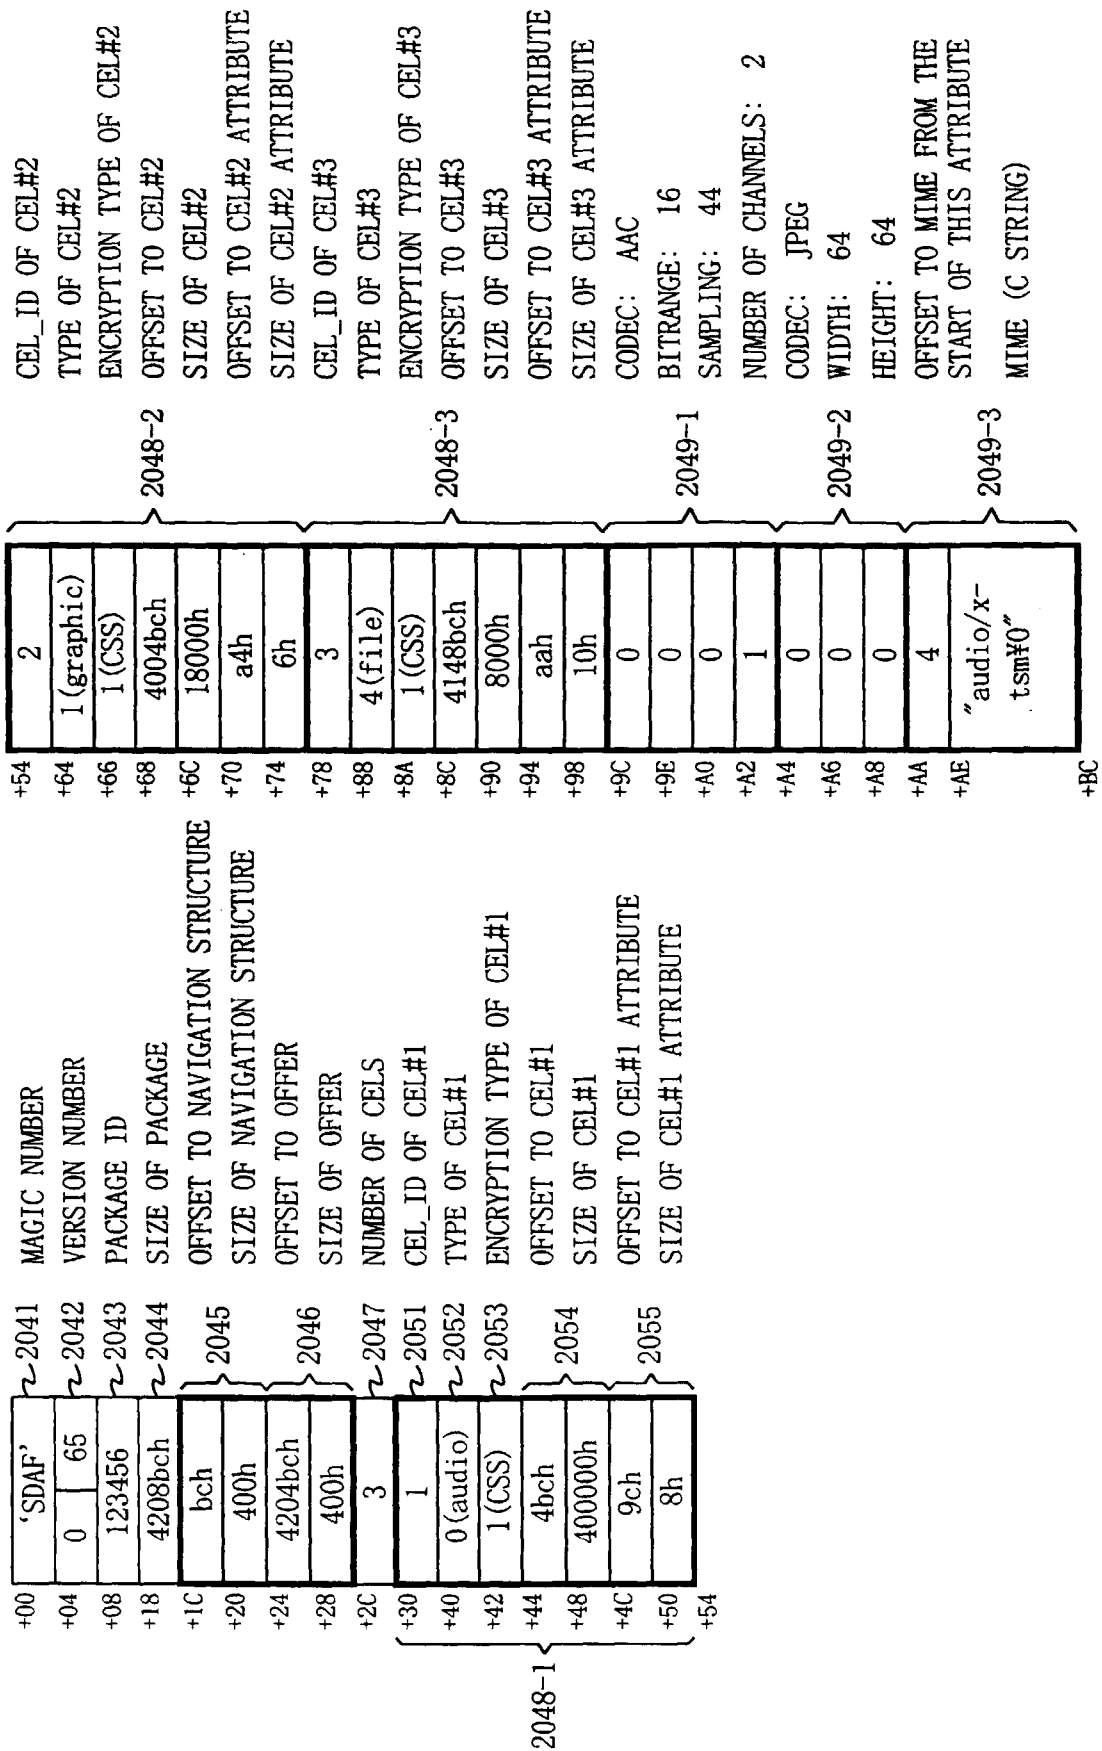 +00 'SDAF' 2041 MAGIC NUMBER
+04 0 65 2042 VERSION NUMBER
+08 123456 2043 PACKAGE ID
+18 4208bch 2044 SIZE OF PACKAGE
+1C bch OFFSET TO NAVIGATION STRUCTURE
2045
+20 400h SIZE OF NAVIGATION STRUCTURE
+24 4204bch OFFSET TO OFFER
2046
+28 400h SIZE OF OFFER
+2C 3 2047 NUMBER OF CELS
+30 1 2051 CEL_ID OF CEL#1
+40 0(audio) 2052 TYPE OF CEL#1
+42 1(CSS) 2053 ENCRYPTION TYPE OF CEL#1
+44 4bch OFFSET TO CEL#1
2054
+48 400000h SIZE OF CEL#1
+4C 9ch OFFSET TO CEL#1 ATTRIBUTE
2055
+50 8h SIZE OF CEL#1 ATTRIBUTE
+54
2048-1
+54 2 CEL_ID OF CEL#2
+64 1(graphic) TYPE OF CEL#2
+66 1(CSS) ENCRYPTION TYPE OF CEL#2
+68 4004bch OFFSET TO CEL#2
2048-2
+6C 18000h SIZE OF CEL#2
+70 a4h OFFSET TO CEL#2 ATTRIBUTE
+74 6h SIZE OF CEL#2 ATTRIBUTE
+78 3 CEL_ID OF CEL#3
+88 4(file) TYPE OF CEL#3
+8A 1(CSS) ENCRYPTION TYPE OF CEL#3
+8C 4148bch OFFSET TO CEL#3
2048-3
+90 8000h SIZE OF CEL#3
+94 aah OFFSET TO CEL#3 ATTRIBUTE
+98 10h SIZE OF CEL#3 ATTRIBUTE
+9C 0 CODEC: AAC
+9E 0 BITRANGE: 16
2049-1
+A0 0 SAMPLING: 44
+A2 1 NUMBER OF CHANNELS: 2
+A4 0 CODEC: JPEG
+A6 0 2049-2 WIDTH: 64
+A8 0 HEIGHT: 64
+AA 4 OFFSET TO MIME FROM THE
START OF THIS ATTRIBUTE
+AE "audio/x-
tsm¥0" 2049-3 MIME (C STRING)
+BC